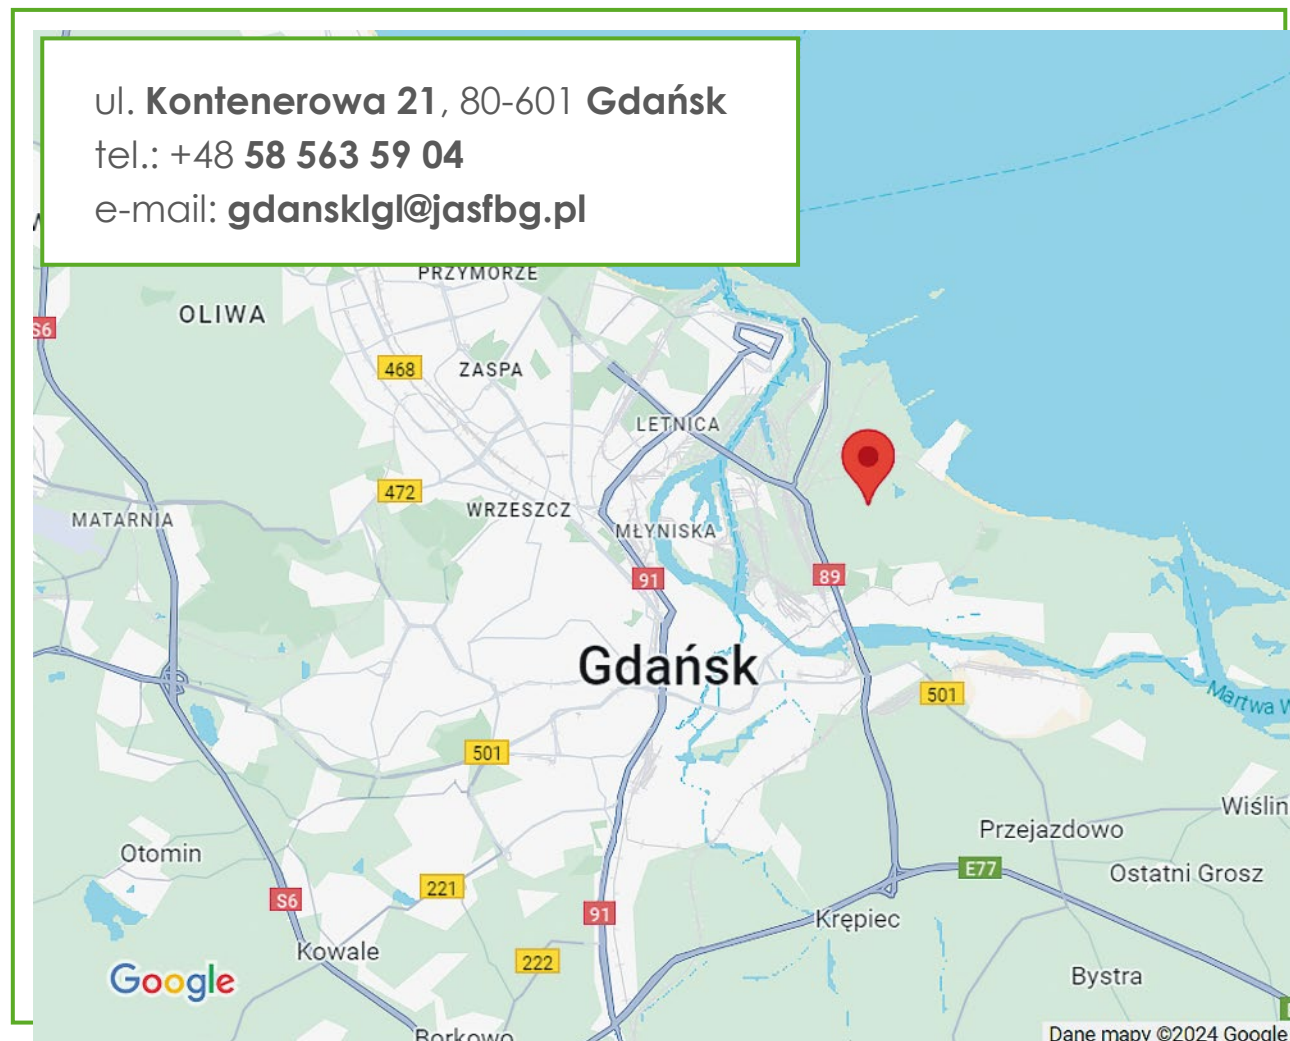 ul. Kontenerowa 21, 80-601 Gdańsk
tel.: +48 58 563 59 04
e-mail: gdansklgl@jasfbg.pl
PRZYMORZE
OLIWA
S6
468
ZASPA
LETNICA
472
WRZESZCZ
MATARNIA
MŁYNISKA
91
89
Gdańsk
501
Martwa W
501
Wiślin
Przejazdowo
Otomin
E77
Ostatni Grosz
221
S6
91
Krępiec
Kowale
222
Bystra
Google
Borkowo
Dane mapy ©2024 Google